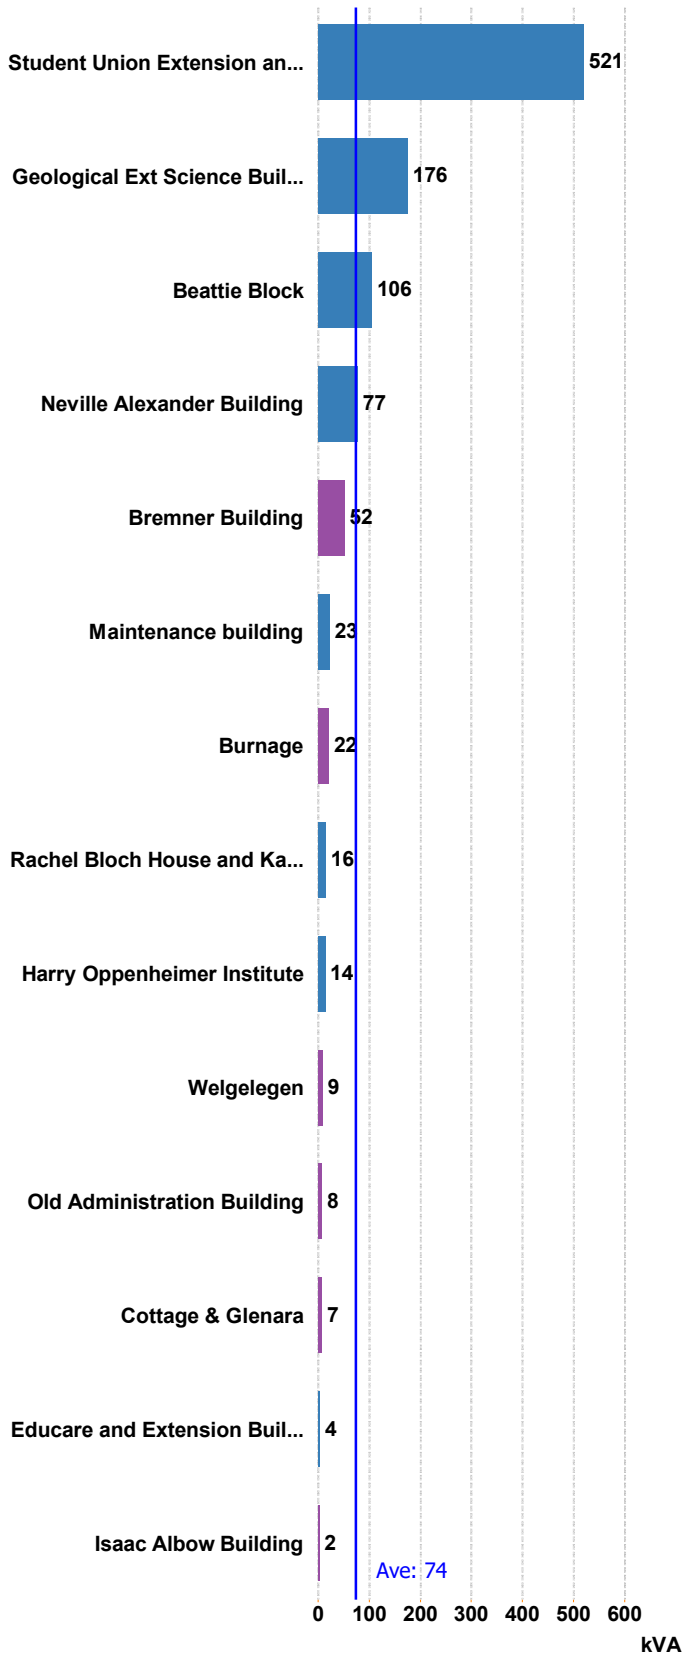 Student Union Extension an... 521
Geological Ext Science Buil... 176
Beattie Block 106
Neville Alexander Building 77
Bremner Building 52
Maintenance building 23
Burnage 22
Rachel Bloch House and Ka... 16
Harry Oppenheimer Institute 14
Welgelegen 9
Old Administration Building 8
Cottage & Glenara 7
Educare and Extension Buil... 4
Isaac Albow Building 2
Ave: 74
0 100 200 300 400 500 600
kVA